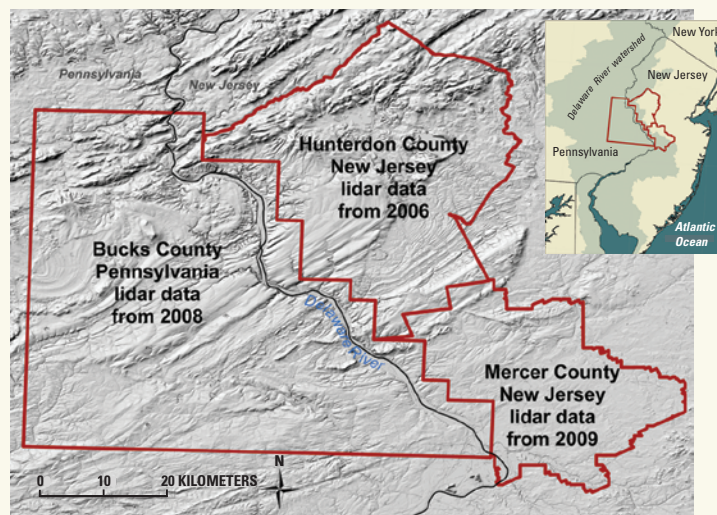 Pennsylvania
New Jersey
Hunterdon County
New Jersey
lidar data
from 2006
Bucks County
Pennsylvania
lidar data
from 2008
Delaware River
Mercer County
New Jersey
lidar data
from 2009
N
0 10 20 KILOMETERS
New York
Delaware River watershed
New Jersey
Pennsylvania
Atlantic
Ocean